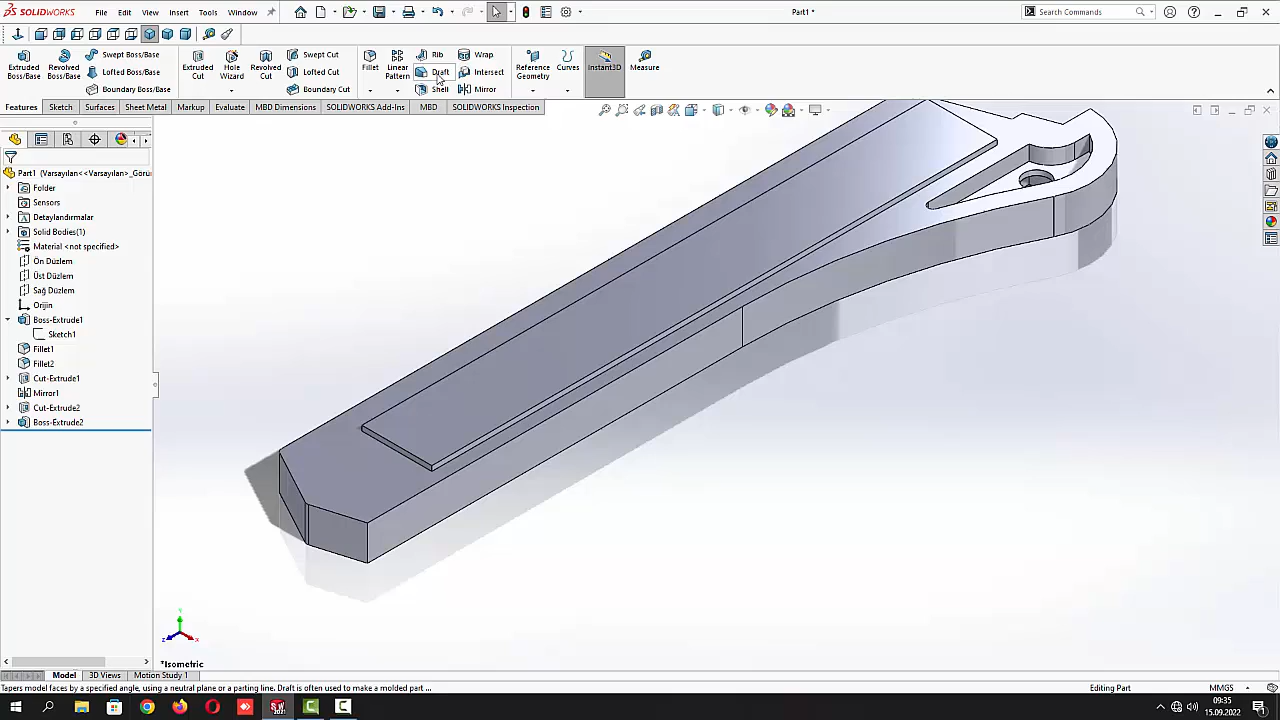 SOLIDWORKS File Edit View Insert Tools Window Part1 * Search Commands
Extruded Boss/Base
Revolved Boss/Base
Swept Boss/Base
Lofted Boss/Base
Boundary Boss/Base
Extruded Cut
Hole Wizard
Revolved Cut
Swept Cut
Lofted Cut
Boundary Cut
Fillet
Linear Pattern
Rib
Draft
Shell
Wrap
Intersect
Mirror
Reference Geometry
Curves
Instant3D
Measure
Features Sketch Surfaces Sheet Metal Markup Evaluate MBD Dimensions SOLIDWORKS Add-Ins MBD SOLIDWORKS Inspection
Part1 (Varsayılan<<Varsayılan>_Görü
Folder
Sensors
Detaylandırmalar
Solid Bodies(1)
Material <not specified>
Ön Düzlem
Üst Düzlem
Sağ Düzlem
Orijin
Boss-Extrude1
Sketch1
Fillet1
Fillet2
Cut-Extrude1
Mirror1
Cut-Extrude2
Boss-Extrude2
Y
Z
X
*Isometric
Model 3D Views Motion Study 1
Tapers model faces by a specified angle, using a neutral plane or a parting line. Draft is often used to make a molded part ... Editing Part MMGS
09:35
15.09.2022